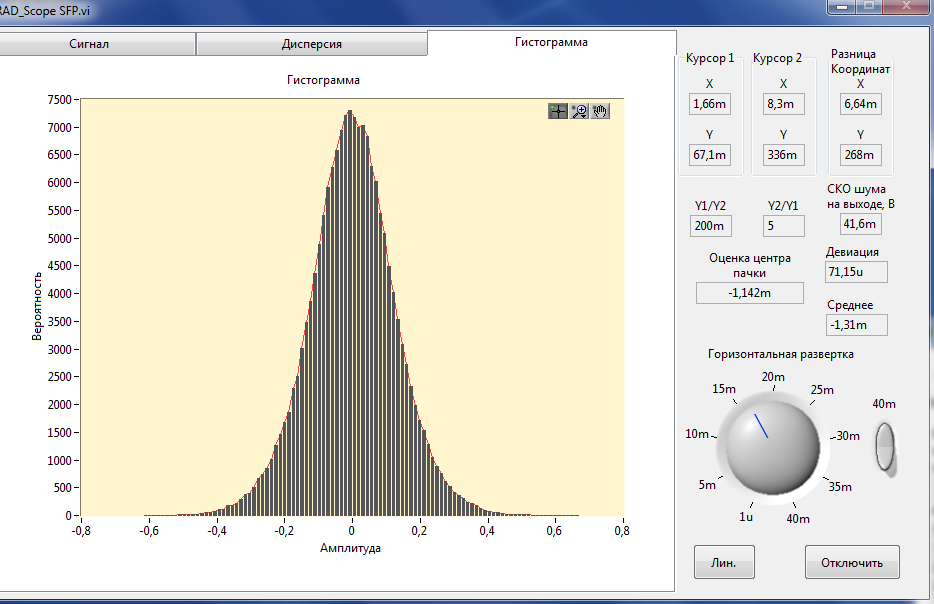 RAD_Scope SFP.vi
Сигнал
Дисперсия
Гистограмма
Гистограмма
7500
7000
6500
6000
5500
5000
4500
4000
3500
3000
2500
2000
1500
1000
500
0
Вероятность
-0,8
-0,6
-0,4
-0,2
0
0,2
0,4
0,6
0,8
Амплитуда
Курсор 1
X
1,66m
Y
67,1m
Курсор 2
X
8,3m
Y
336m
Разница
Координат
X
6,64m
Y
268m
Y1/Y2
200m
Y2/Y1
5
СКО шума
на выходе, В
41,6m
Оценка центра
пачки
-1,142m
Девиация
71,15u
Среднее
-1,31m
Горизонтальная развертка
1u
5m
10m
15m
20m
25m
30m
35m
40m
40m
Лин.
Отключить